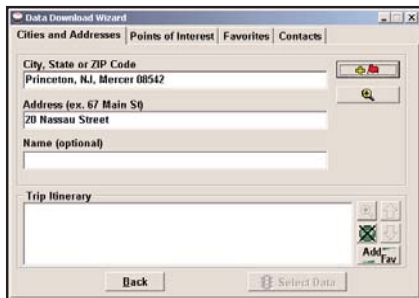 Data Download Wizard
Cities and Addresses Points of Interest Favorites Contacts
City, State or ZIP Code
Princeton, NJ, Mercer 08542
Address (ex. 67 Main St)
20 Nassau Street
Name (optional)
Trip Itinerary
Add Fav
Back Select Data